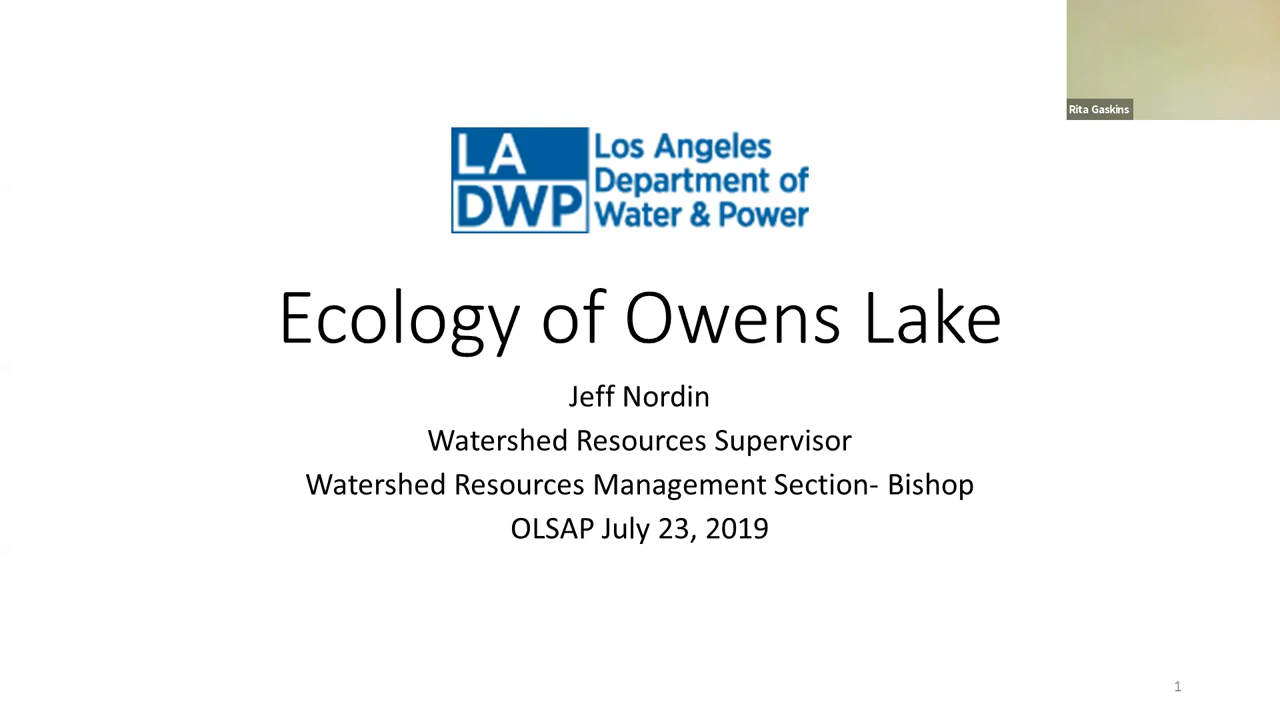 Rita Gaskins
LA
DWP
Los Angeles
Department of
Water & Power
Ecology of Owens Lake
Jeff Nordin
Watershed Resources Supervisor
Watershed Resources Management Section- Bishop
OLSAP July 23, 2019
1